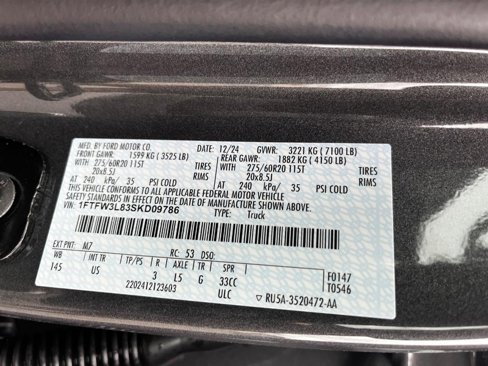 MFD. BY FORD MOTOR CO. 12/24 GVWR: 3221 KG (7100 LB)
FRONT GAWR: 1599 KG (3525 LB) REAR GAWR: 1882 KG (4150 LB)
WITH 275/60R20 115T TIRES WITH 275/60R20 115T TIRES
20x8.5J RIMS 20x8.5J RIMS
AT 240 kPa/ 35 PSI COLD AT 240 kPa/ 35 PSI COLD
THIS VEHICLE CONFORMS TO ALL APPLICABLE FEDERAL MOTOR VEHICLE
SAFETY STANDARDS IN EFFECT ON THE DATE OF MANUFACTURE SHOWN ABOVE.
VIN: 1FTFW3L83SKD09786 TYPE: Truck
EXT PNT: M7 RC: 53 DSO:
WB INT TR TP/PS R AXLE TR SPR
145 US 3 L5 G 33CC F0147
ULC T0546
2202412123603
RU5A-3520472-AA